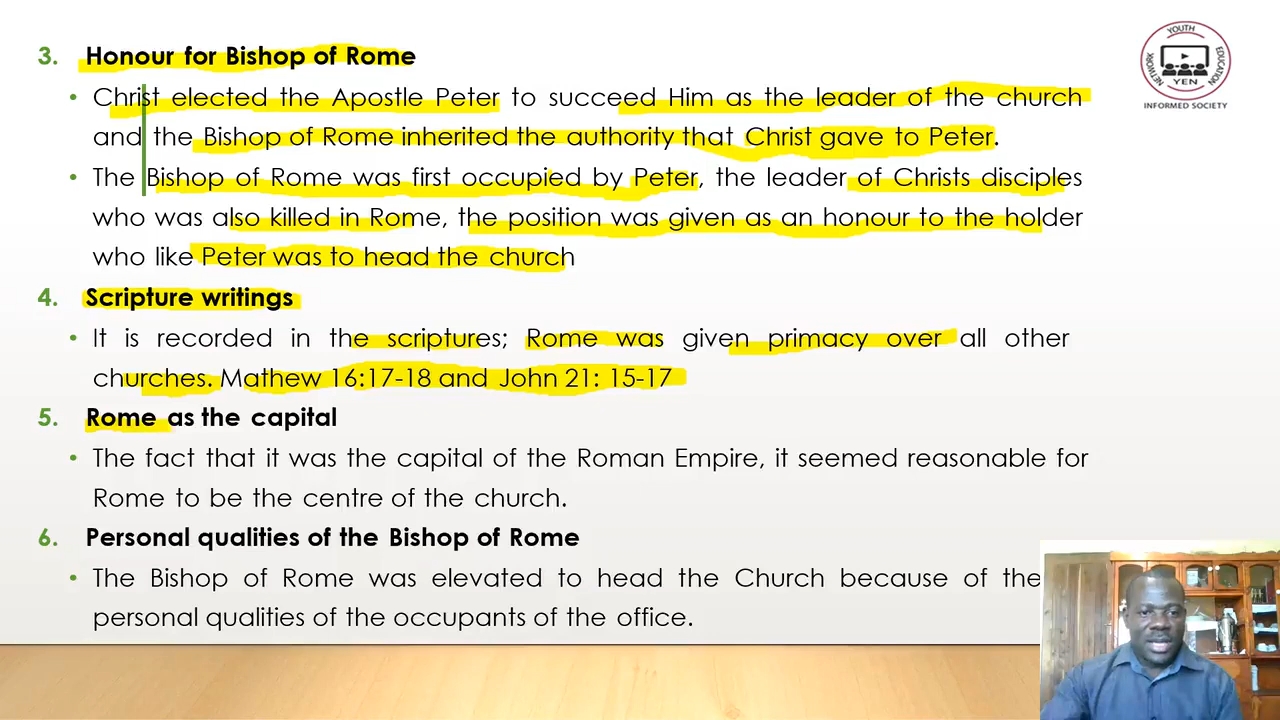 3. Honour for Bishop of Rome
• Christ elected the Apostle Peter to succeed Him as the leader of the church
and the Bishop of Rome inherited the authority that Christ gave to Peter.
• The Bishop of Rome was first occupied by Peter, the leader of Christs disciples
who was also killed in Rome, the position was given as an honour to the holder
who like Peter was to head the church
4. Scripture writings
• It is recorded in the scriptures; Rome was given primacy over all other
churches. Mathew 16:17-18 and John 21: 15-17
5. Rome as the capital
• The fact that it was the capital of the Roman Empire, it seemed reasonable for
Rome to be the centre of the church.
6. Personal qualities of the Bishop of Rome
• The Bishop of Rome was elevated to head the Church because of the
personal qualities of the occupants of the office.
YOUTH
EDUCATION
NETWORK
YEN
INFORMED SOCIETY